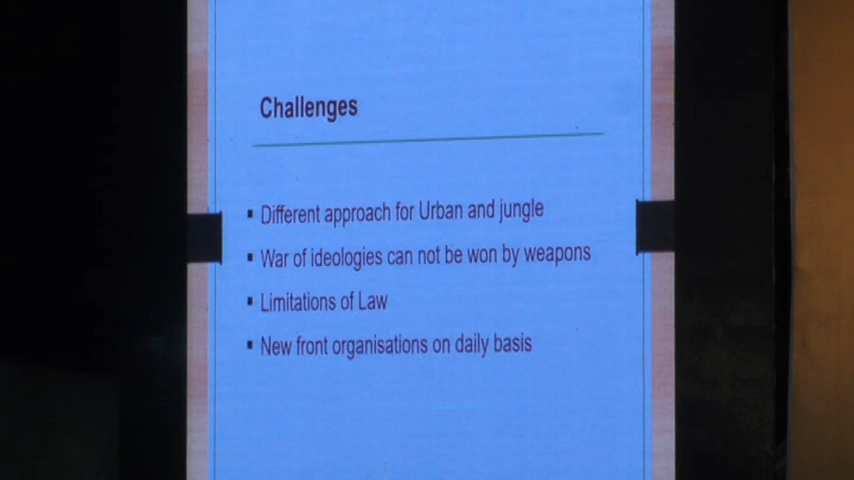 Challenges
▪ Different approach for Urban and jungle
▪ War of ideologies can not be won by weapons
▪ Limitations of Law
▪ New front organisations on daily basis